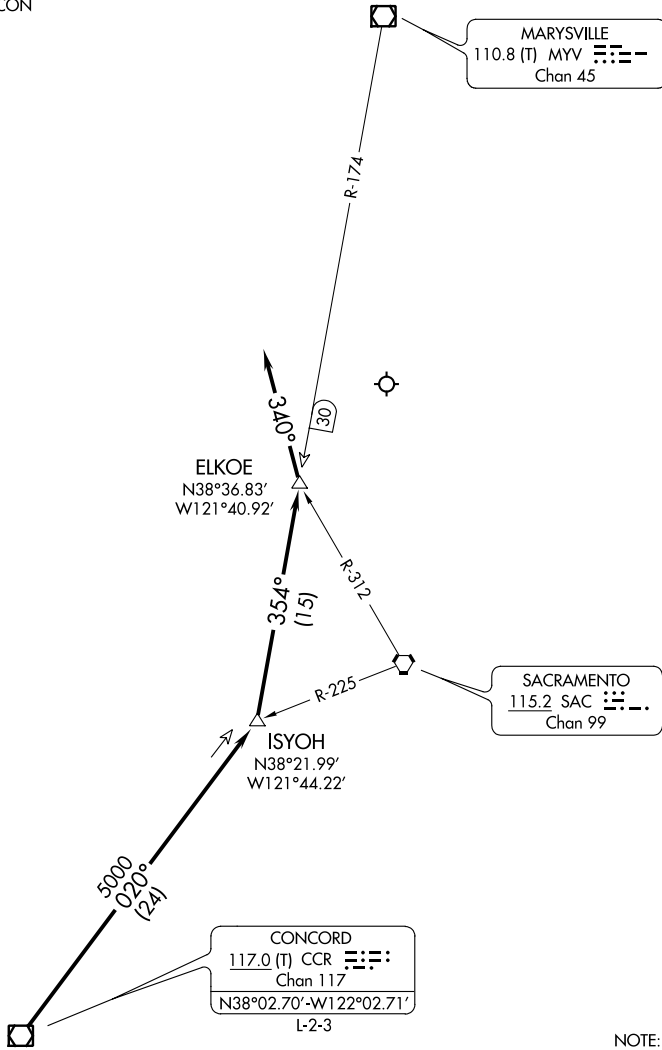 CON
MARYSVILLE
110.8 (T) MYV
Chan 45
R-174
30
340°
ELKOE
N38°36.83'
W121°40.92'
R-312
354°
(15)
R-225
SACRAMENTO
115.2 SAC
Chan 99
ISYOH
N38°21.99'
W121°44.22'
5000
020°
(24)
CONCORD
117.0 (T) CCR
Chan 117
N38°02.70'-W122°02.71'
L-2-3
NOTE: